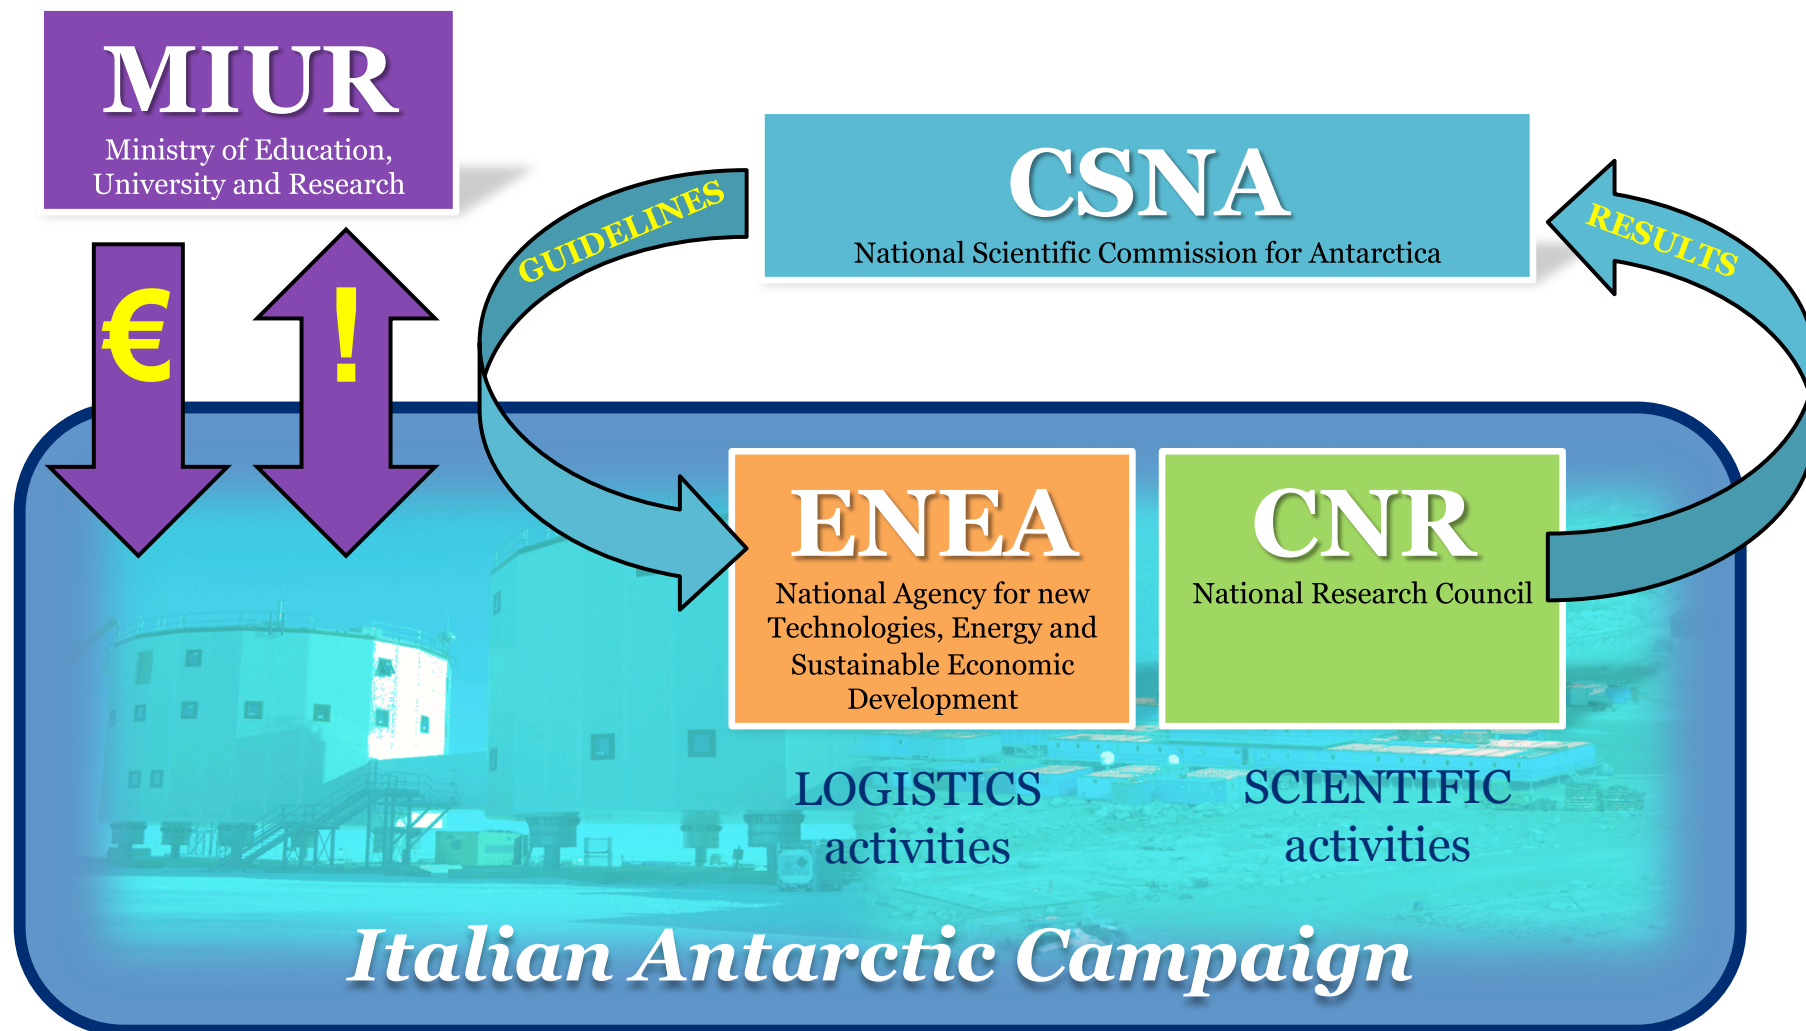 MIUR
Ministry of Education,
University and Research
€
!
GUIDELINES
CSNA
National Scientific Commission for Antarctica
RESULTS
ENEA
National Agency for new
Technologies, Energy and
Sustainable Economic
Development
CNR
National Research Council
LOGISTICS
activities
SCIENTIFIC
activities
Italian Antarctic Campaign